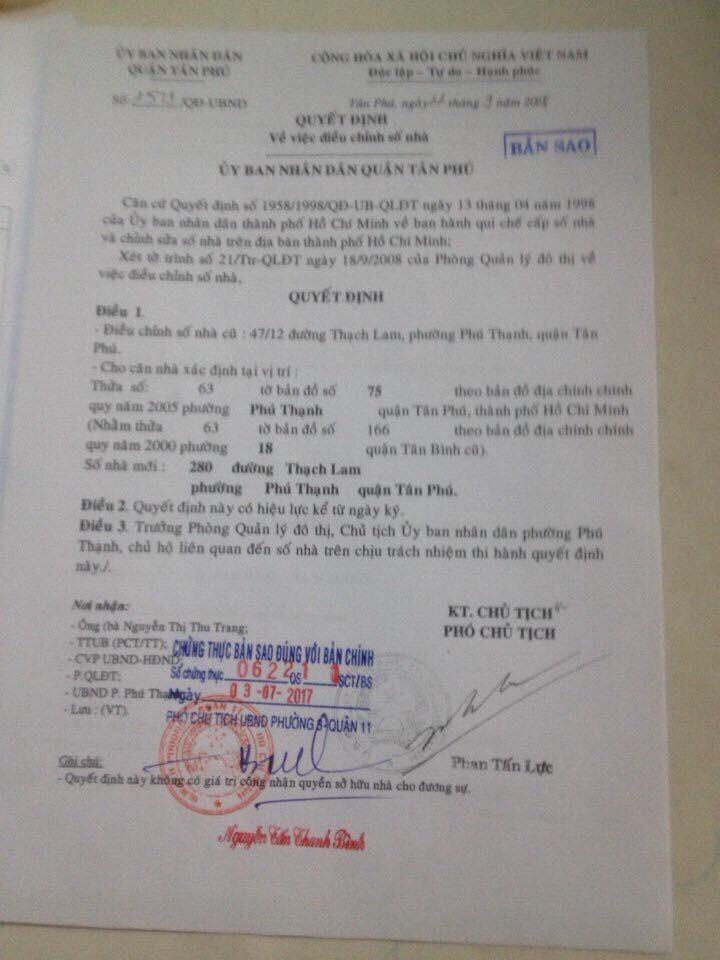 ỦY BAN NHÂN DÂN
QUẬN TÂN PHÚ
CỘNG HÒA XÃ HỘI CHỦ NGHĨA VIỆT NAM
Độc lập – Tự do – Hạnh phúc
Số: /QĐ-UBND
Tân Phú, ngày 22 tháng 9 năm 2008
QUYẾT ĐỊNH
Về việc điều chỉnh số nhà
BẢN SAO
ỦY BAN NHÂN DÂN QUẬN TÂN PHÚ
Căn cứ Quyết định số 1958/1998/QĐ-UB-QLĐT ngày 13 tháng 04 năm 1998
của Ủy ban nhân dân thành phố Hồ Chí Minh về ban hành qui chế cấp số nhà
và chỉnh sửa số nhà trên địa bàn thành phố Hồ Chí Minh;
Xét tờ trình số 21/Ttr-QLĐT ngày 18/9/2008 của Phòng Quản lý đô thị về
việc điều chỉnh số nhà,
QUYẾT ĐỊNH
Điều 1.
- Điều chỉnh số nhà cũ : 47/12 đường Thạch Lam, phường Phú Thạnh, quận Tân
Phú.
- Cho căn nhà xác định tại vị trí :
Thửa số: 63 tờ bản đồ số 75 theo bản đồ địa chính chính
quy năm 2005 phường Phú Thạnh quận Tân Phú, thành phố Hồ Chí Minh
(Nhằm thửa 63 tờ bản đồ số 166 theo bản đồ địa chính chính
quy năm 2000 phường 18 quận Tân Bình cũ).
Số nhà mới : 280 đường Thạch Lam
phường Phú Thạnh quận Tân Phú.
Điều 2. Quyết định này có hiệu lực kể từ ngày ký.
Điều 3. Trưởng Phòng Quản lý đô thị, Chủ tịch Ủy ban nhân dân phường Phú
Thạnh, chủ hộ liên quan đến số nhà trên chịu trách nhiệm thi hành quyết định
này./.
Nơi nhận:
- Ông (bà Nguyễn Thị Thu Trang;
- TTUB (PCT/TT);
- CVP UBND-HĐND;
- P.QLĐT;
- UBND P. Phú Thạnh
- Lưu : (VT).
KT. CHỦ TỊCH
PHÓ CHỦ TỊCH
CHỨNG THỰC BẢN SAO ĐÚNG VỚI BẢN CHÍNH
Số chứng thực 06221 QS SCT/BS
Ngày 03-07-2017
PHÓ CHỦ TỊCH UBND PHƯỜNG QUẬN 11
Phan Tấn Lực
Ghi chú:
- Quyết định này không có giá trị công nhận quyền sở hữu nhà cho đương sự.
Nguyễn Tấn Thanh Bình